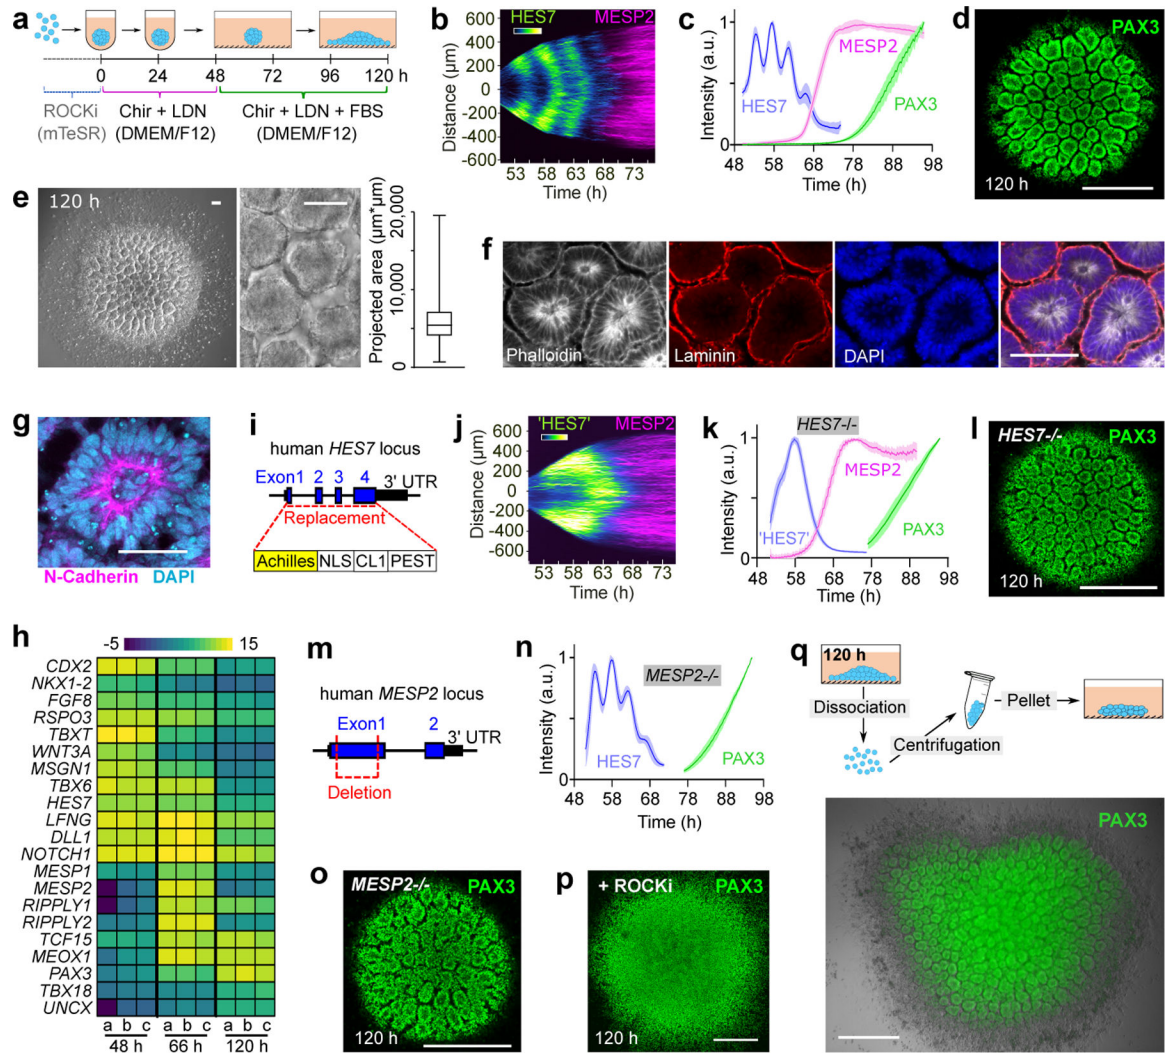 a
0 24 48 72 96 120 h
ROCKi
(mTeSR)
Chir + LDN
(DMEM/F12)
Chir + LDN + FBS
(DMEM/F12)
b
HES7 MESP2
Distance (µm)
600
400
200
0
-200
-400
-600
53 58 63 68 73
Time (h)
c
Intensity (a.u.)
1
0
MESP2
HES7
PAX3
48 58 68 78 88 98
Time (h)
d
PAX3
120 h
e
120 h
Projected area (µm*µm)
20,000
10,000
0
f
Phalloidin
Laminin
DAPI
g
N-Cadherin DAPI
i
human HES7 locus
Exon1 2 3 4 3' UTR
Replacement
Achilles NLS CL1 PEST
j
'HES7' MESP2
Distance (µm)
600
400
200
0
-200
-400
-600
53 58 63 68 73
Time (h)
k
HES7-/-
Intensity (a.u.)
1
0
MESP2
'HES7'
PAX3
48 58 68 78 88 98
Time (h)
l
HES7-/- PAX3
120 h
h
-5 15
CDX2
NKX1-2
FGF8
RSPO3
TBXT
WNT3A
MSGN1
TBX6
HES7
LFNG
DLL1
NOTCH1
MESP1
MESP2
RIPPLY1
RIPPLY2
TCF15
MEOX1
PAX3
TBX18
UNCX
a b c a b c a b c
48 h 66 h 120 h
m
human MESP2 locus
Exon1 2 3' UTR
Deletion
n
MESP2-/-
Intensity (a.u.)
1
0
HES7
PAX3
48 58 68 78 88 98
Time (h)
o
MESP2-/- PAX3
120 h
p
+ ROCKi PAX3
120 h
q
120 h
Dissociation
Centrifugation
Pellet
PAX3